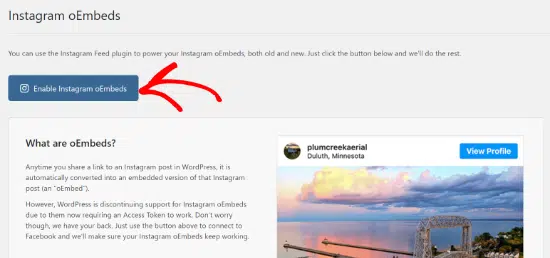 Instagram oEmbeds
You can use the Instagram Feed plugin to power your Instagram oEmbeds, both old and new. Just click the button below and we'll do the rest.
Enable Instagram oEmbeds
What are oEmbeds?
Anytime you share a link to an Instagram post in WordPress, it is
automatically converted into an embedded version of that Instagram
post (an "oEmbed").
However, WordPress is discontinuing support for Instagram oEmbeds
due to them now requiring an Access Token to work. Don't worry
though, we have your back. Just use the button above to connect to
Facebook and we'll make sure your Instagram oEmbeds keep working.
plumcreekaerial
Duluth, Minnesota
View Profile